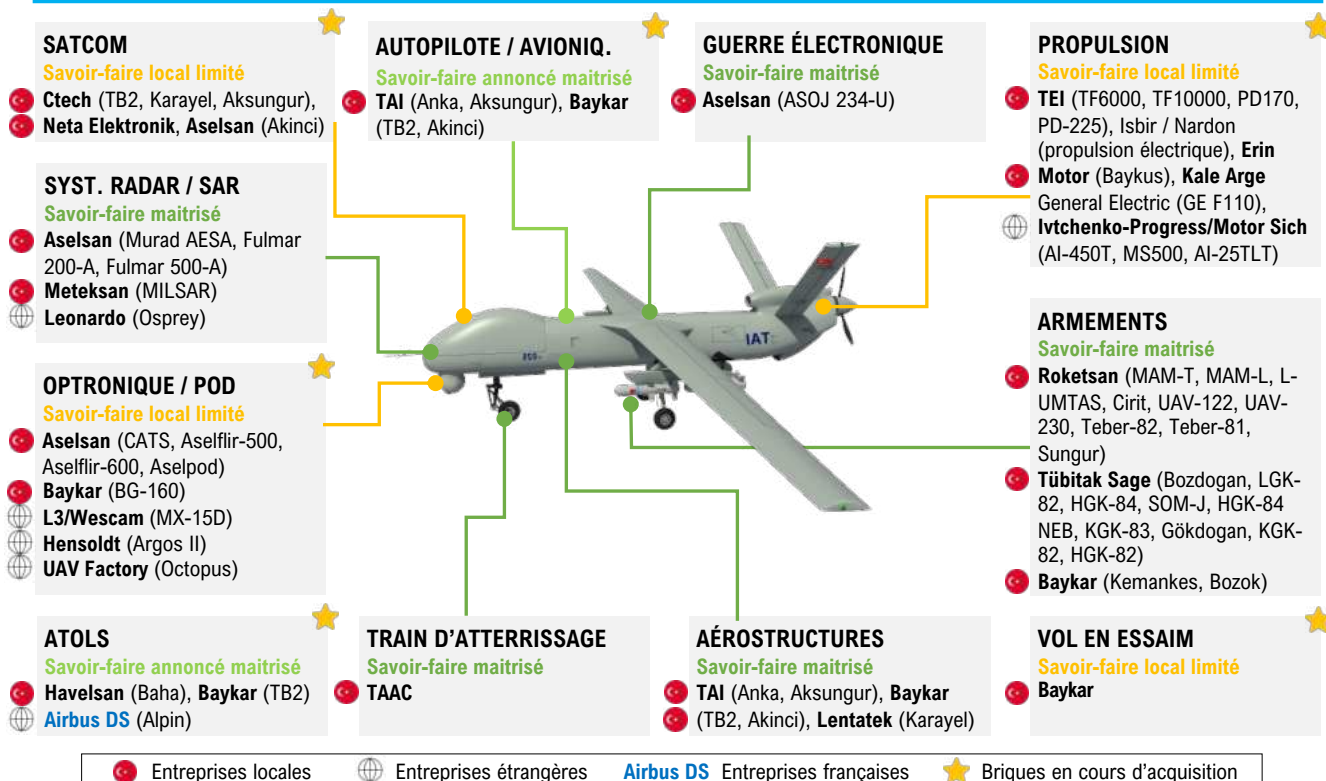 SATCOM
Savoir-faire local limité
Ctech (TB2, Karayel, Aksungur),
Neta Elektronik, Aselsan (Akinci)
AUTOPILOTE / AVIONIQ.
Savoir-faire annoncé maitrisé
TAI (Anka, Aksungur), Baykar
(TB2, Akinci)
GUERRE ÉLECTRONIQUE
Savoir-faire maitrisé
Aselsan (ASOJ 234-U)
PROPULSION
Savoir-faire local limité
TEI (TF6000, TF10000, PD170,
PD-225), Isbir / Nardon
(propulsion électrique), Erin
Motor (Baykus), Kale Arge
General Electric (GE F110),
Ivtchenko-Progress/Motor Sich
(AI-450T, MS500, AI-25TLT)
SYST. RADAR / SAR
Savoir-faire maitrisé
Aselsan (Murad AESA, Fulmar
200-A, Fulmar 500-A)
Meteksan (MILSAR)
Leonardo (Osprey)
IAT
OPTRONIQUE / POD
Savoir-faire local limité
Aselsan (CATS, Aselflir-500,
Aselflir-600, Aselpod)
Baykar (BG-160)
L3/Wescam (MX-15D)
Hensoldt (Argos II)
UAV Factory (Octopus)
ARMEMENTS
Savoir-faire maitrisé
Roketsan (MAM-T, MAM-L, L-
UMTAS, Cirit, UAV-122, UAV-
230, Teber-82, Teber-81,
Sungur)
Tübitak Sage (Bozdogan, LGK-
82, HGK-84, SOM-J, HGK-84
NEB, KGK-83, Gökdogan, KGK-
82, HGK-82)
Baykar (Kemankes, Bozok)
ATOLS
Savoir-faire annoncé maitrisé
Havelsan (Baha), Baykar (TB2)
Airbus DS (Alpin)
TRAIN D'ATTERRISSAGE
Savoir-faire maitrisé
TAAC
AÉROSTRUCTURES
Savoir-faire maitrisé
TAI (Anka, Aksungur), Baykar
(TB2, Akinci), Lentatek (Karayel)
VOL EN ESSAIM
Savoir-faire local limité
Baykar
Entreprises locales
Entreprises étrangères
Airbus DS Entreprises françaises
Briques en cours d'acquisition